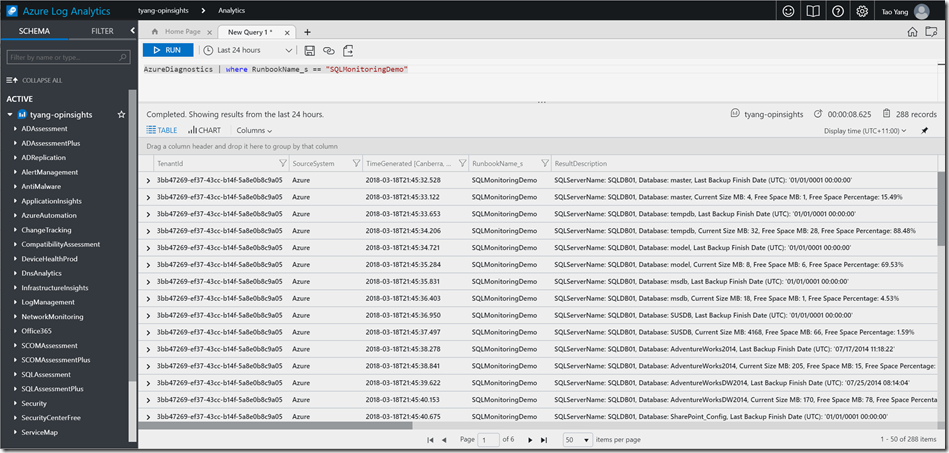 Azure Log Analytics
tyang-opinsights > Analytics
Tao Yang
SCHEMA FILTER
Home Page × New Query 1 * × +
Filter by name or type...
RUN Last 24 hours
COLLAPSE ALL
AzureDiagnostics | where RunbookName_s == "SQLMonitoringDemo"
ACTIVE
tyang-opinsights
ADAssessment
ADAssessmentPlus
ADReplication
AlertManagement
AntiMalware
ApplicationInsights
AzureAutomation
ChangeTracking
CompatibilityAssessment
DeviceHealthProd
DnsAnalytics
InfrastructureInsights
LogManagement
NetworkMonitoring
Office365
SCOMAssessment
SCOMAssessmentPlus
SQLAssessment
SQLAssessmentPlus
Security
SecurityCenterFree
ServiceMap
Completed. Showing results from the last 24 hours. tyang-opinsights 00:00:08.625 288 records
TABLE CHART Columns Display time (UTC+11:00)
Drag a column header and drop it here to group by that column
TenantId SourceSystem TimeGenerated [Canberra, ... RunbookName_s ResultDescription
3bb47269-ef37-43cc-b14f-5a8e0b8c9a05 Azure 2018-03-18T21:45:32.528 SQLMonitoringDemo SQLServerName: SQLDB01, Database: master, Last Backup Finish Date (UTC): '01/01/0001 00:00:00'
3bb47269-ef37-43cc-b14f-5a8e0b8c9a05 Azure 2018-03-18T21:45:33.122 SQLMonitoringDemo SQLServerName: SQLDB01, Database: master, Current Size MB: 4, Free Space MB: 1, Free Space Percentage: 15.49%
3bb47269-ef37-43cc-b14f-5a8e0b8c9a05 Azure 2018-03-18T21:45:33.653 SQLMonitoringDemo SQLServerName: SQLDB01, Database: tempdb, Last Backup Finish Date (UTC): '01/01/0001 00:00:00'
3bb47269-ef37-43cc-b14f-5a8e0b8c9a05 Azure 2018-03-18T21:45:34.206 SQLMonitoringDemo SQLServerName: SQLDB01, Database: tempdb, Current Size MB: 32, Free Space MB: 28, Free Space Percentage: 88.48%
3bb47269-ef37-43cc-b14f-5a8e0b8c9a05 Azure 2018-03-18T21:45:34.721 SQLMonitoringDemo SQLServerName: SQLDB01, Database: model, Last Backup Finish Date (UTC): '01/01/0001 00:00:00'
3bb47269-ef37-43cc-b14f-5a8e0b8c9a05 Azure 2018-03-18T21:45:35.284 SQLMonitoringDemo SQLServerName: SQLDB01, Database: model, Current Size MB: 8, Free Space MB: 6, Free Space Percentage: 69.53%
3bb47269-ef37-43cc-b14f-5a8e0b8c9a05 Azure 2018-03-18T21:45:35.831 SQLMonitoringDemo SQLServerName: SQLDB01, Database: msdb, Last Backup Finish Date (UTC): '01/01/0001 00:00:00'
3bb47269-ef37-43cc-b14f-5a8e0b8c9a05 Azure 2018-03-18T21:45:36.403 SQLMonitoringDemo SQLServerName: SQLDB01, Database: msdb, Current Size MB: 18, Free Space MB: 1, Free Space Percentage: 4.53%
3bb47269-ef37-43cc-b14f-5a8e0b8c9a05 Azure 2018-03-18T21:45:36.950 SQLMonitoringDemo SQLServerName: SQLDB01, Database: SUSDB, Last Backup Finish Date (UTC): '01/01/0001 00:00:00'
3bb47269-ef37-43cc-b14f-5a8e0b8c9a05 Azure 2018-03-18T21:45:37.497 SQLMonitoringDemo SQLServerName: SQLDB01, Database: SUSDB, Current Size MB: 4168, Free Space MB: 66, Free Space Percentage: 1.59%
3bb47269-ef37-43cc-b14f-5a8e0b8c9a05 Azure 2018-03-18T21:45:38.278 SQLMonitoringDemo SQLServerName: SQLDB01, Database: AdventureWorks2014, Last Backup Finish Date (UTC): '07/17/2014 11:18:22'
3bb47269-ef37-43cc-b14f-5a8e0b8c9a05 Azure 2018-03-18T21:45:38.841 SQLMonitoringDemo SQLServerName: SQLDB01, Database: AdventureWorks2014, Current Size MB: 205, Free Space MB: 15, Free Space Percentage:
3bb47269-ef37-43cc-b14f-5a8e0b8c9a05 Azure 2018-03-18T21:45:39.622 SQLMonitoringDemo SQLServerName: SQLDB01, Database: AdventureWorksDW2014, Last Backup Finish Date (UTC): '07/25/2014 08:14:04'
3bb47269-ef37-43cc-b14f-5a8e0b8c9a05 Azure 2018-03-18T21:45:40.153 SQLMonitoringDemo SQLServerName: SQLDB01, Database: AdventureWorksDW2014, Current Size MB: 170, Free Space MB: 78, Free Space Percenta
3bb47269-ef37-43cc-b14f-5a8e0b8c9a05 Azure 2018-03-18T21:45:40.675 SQLMonitoringDemo SQLServerName: SQLDB01, Database: SharePoint_Config, Last Backup Finish Date (UTC): '01/01/0001 00:00:00'
Page 1 of 6 50 items per page 1 - 50 of 288 items